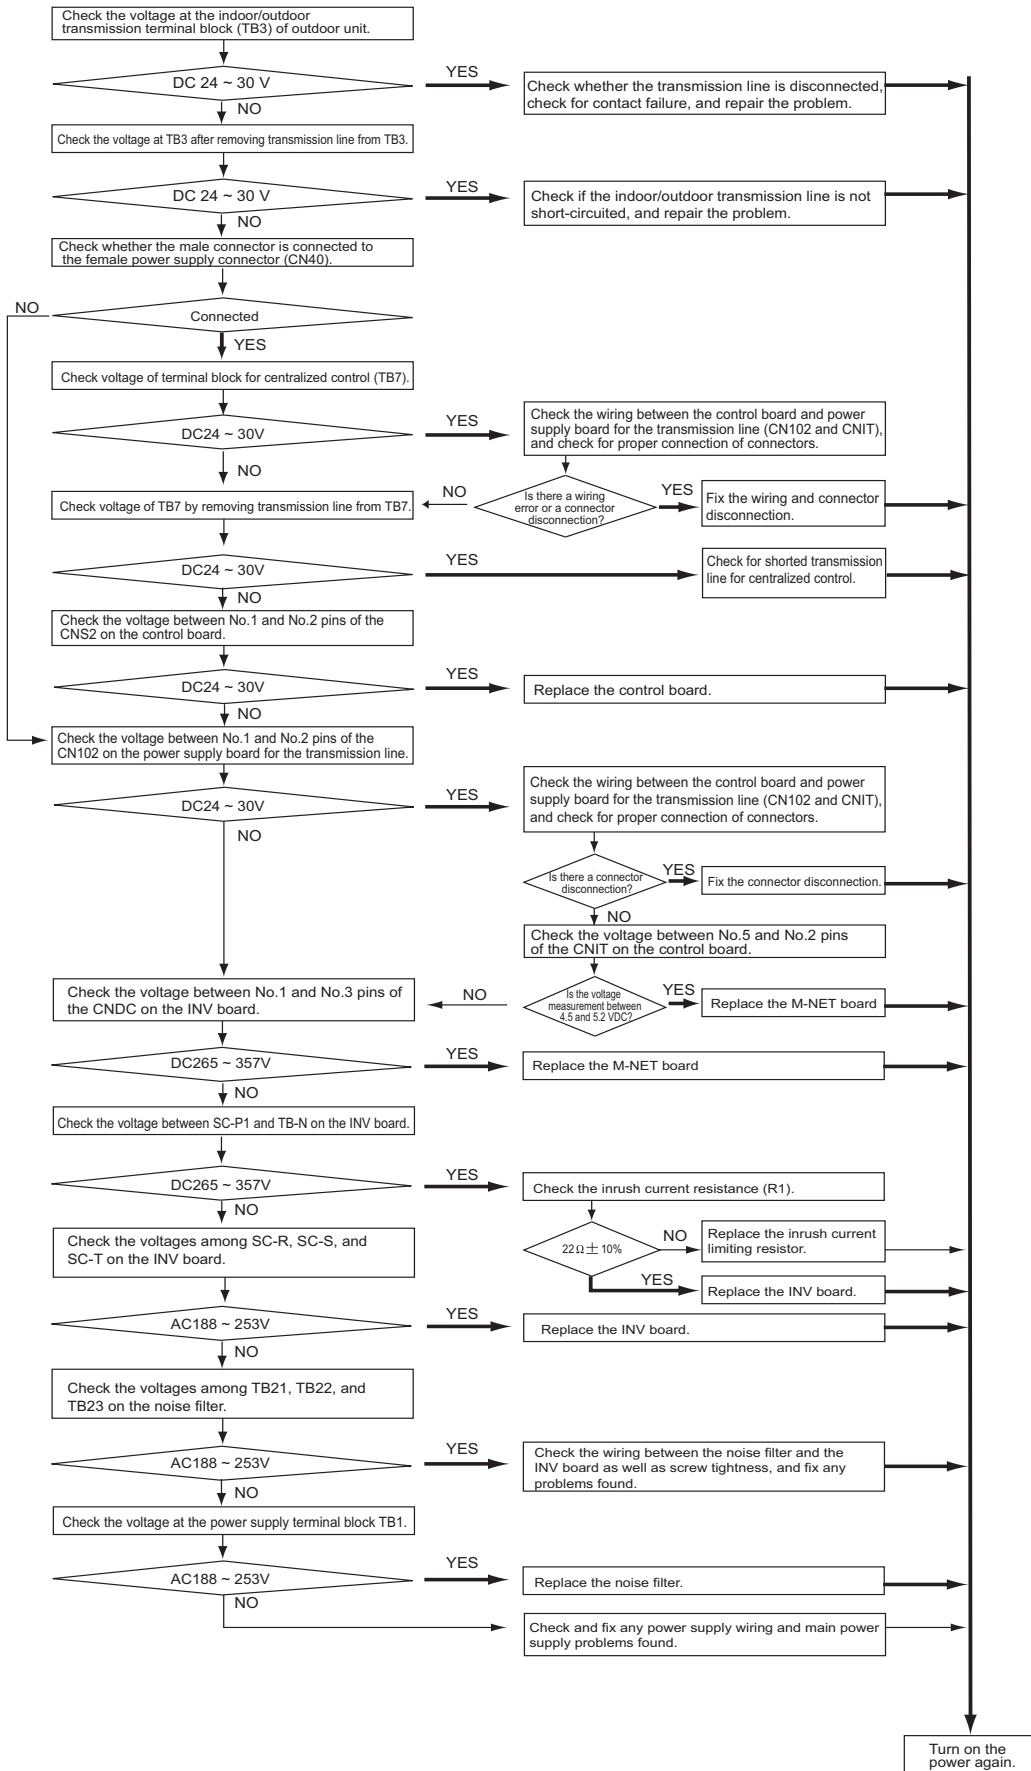 Check the voltage at the indoor/outdoor
transmission terminal block (TB3) of outdoor unit.
DC 24 ~ 30 V
YES
Check whether the transmission line is disconnected,
check for contact failure, and repair the problem.
NO
Check the voltage at TB3 after removing transmission line from TB3.
DC 24 ~ 30 V
YES
Check if the indoor/outdoor transmission line is not
short-circuited, and repair the problem.
NO
Check whether the male connector is connected to
the female power supply connector (CN40).
NO
Connected
YES
Check voltage of terminal block for centralized control (TB7).
DC24 ~ 30V
YES
Check the wiring between the control board and power
supply board for the transmission line (CN102 and CNIT),
and check for proper connection of connectors.
NO
Check voltage of TB7 by removing transmission line from TB7.
NO
Is there a wiring
error or a connector
disconnection?
YES
Fix the wiring and connector
disconnection.
DC24 ~ 30V
YES
Check for shorted transmission
line for centralized control.
NO
Check the voltage between No.1 and No.2 pins of the
CNS2 on the control board.
DC24 ~ 30V
YES
Replace the control board.
NO
Check the voltage between No.1 and No.2 pins of the
CN102 on the power supply board for the transmission line.
DC24 ~ 30V
YES
Check the wiring between the control board and power
supply board for the transmission line (CN102 and CNIT),
and check for proper connection of connectors.
NO
Is there a connector
disconnection?
YES
Fix the connector disconnection.
NO
Check the voltage between No.5 and No.2 pins
of the CNIT on the control board.
Check the voltage between No.1 and No.3 pins of
the CNDC on the INV board.
NO
Is the voltage
measurement between
4.5 and 5.2 VDC?
YES
Replace the M-NET board
DC265 ~ 357V
YES
Replace the M-NET board
NO
Check the voltage between SC-P1 and TB-N on the INV board.
DC265 ~ 357V
YES
Check the inrush current resistance (R1).
NO
Check the voltages among SC-R, SC-S, and
SC-T on the INV board.
22Ω± 10%
NO
Replace the inrush current
limiting resistor.
YES
Replace the INV board.
AC188 ~ 253V
YES
Replace the INV board.
NO
Check the voltages among TB21, TB22, and
TB23 on the noise filter.
AC188 ~ 253V
YES
Check the wiring between the noise filter and the
INV board as well as screw tightness, and fix any
problems found.
NO
Check the voltage at the power supply terminal block TB1.
AC188 ~ 253V
YES
Replace the noise filter.
NO
Check and fix any power supply wiring and main power
supply problems found.
Turn on the
power again.